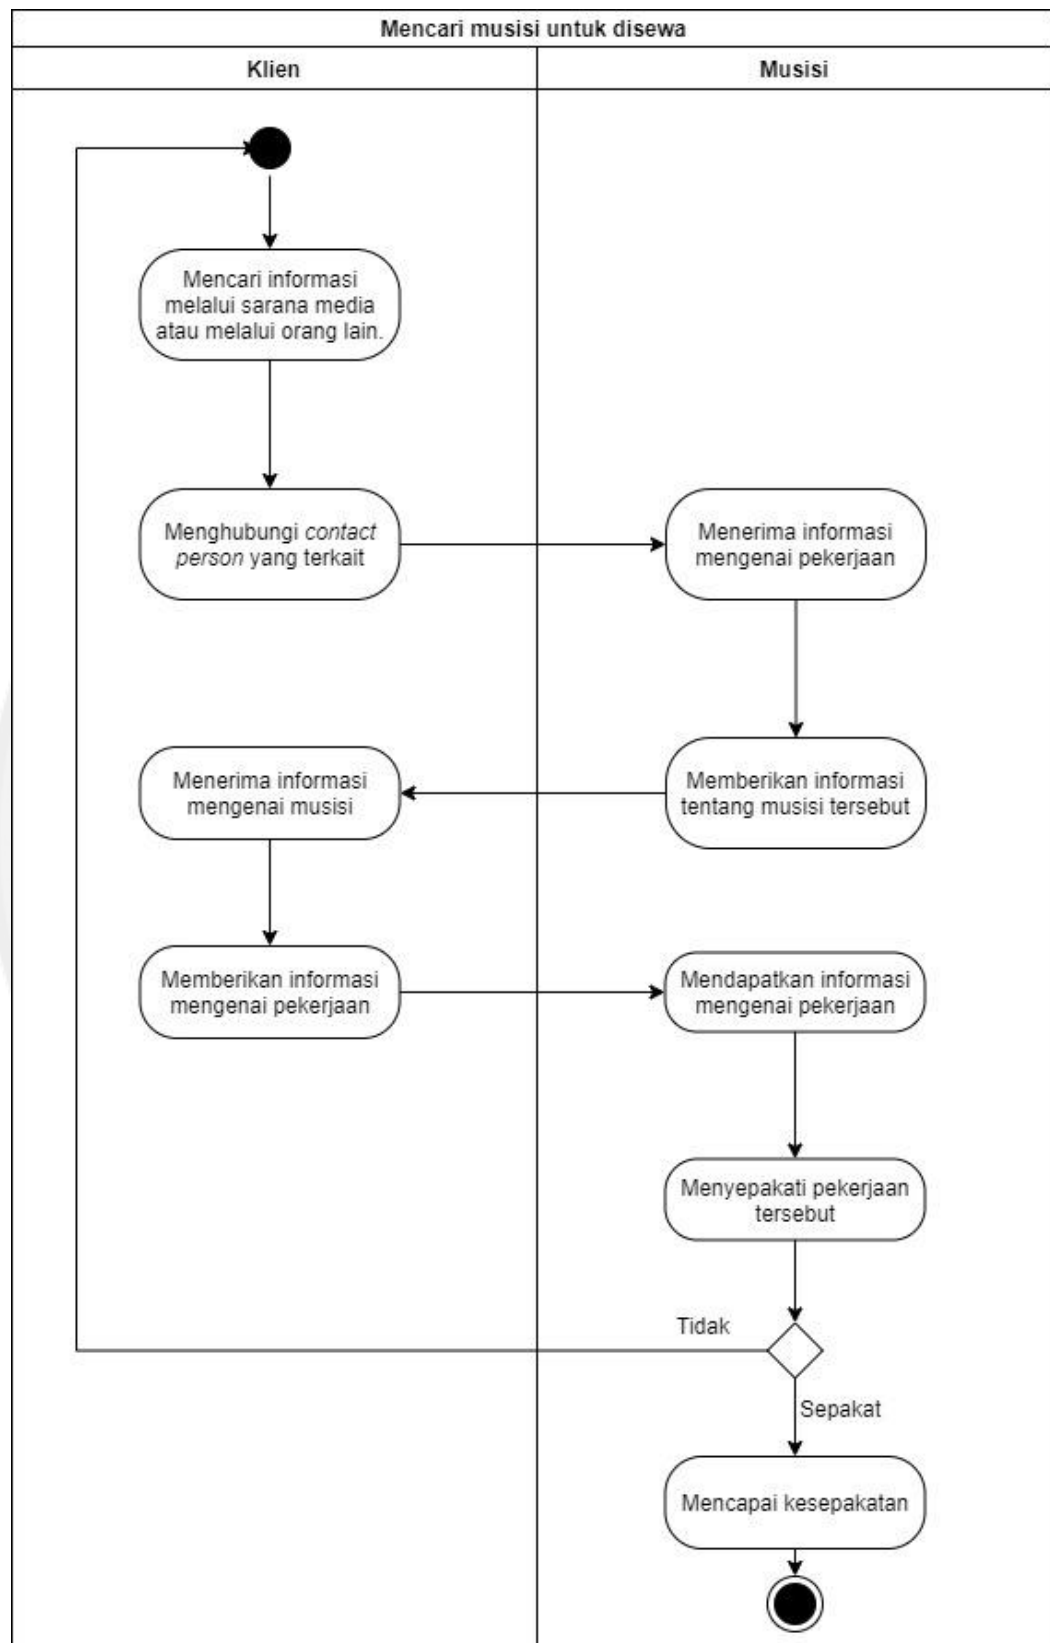 Mencari musisi untuk disewa
Klien
Musisi
Mencari informasi
melalui sarana media
atau melalui orang lain.
Menghubungi contact
person yang terkait
Menerima informasi
mengenai pekerjaan
Menerima informasi
mengenai musisi
Memberikan informasi
tentang musisi tersebut
Memberikan informasi
mengenai pekerjaan
Mendapatkan informasi
mengenai pekerjaan
Menyepakati pekerjaan
tersebut
Tidak
Sepakat
Mencapai kesepakatan